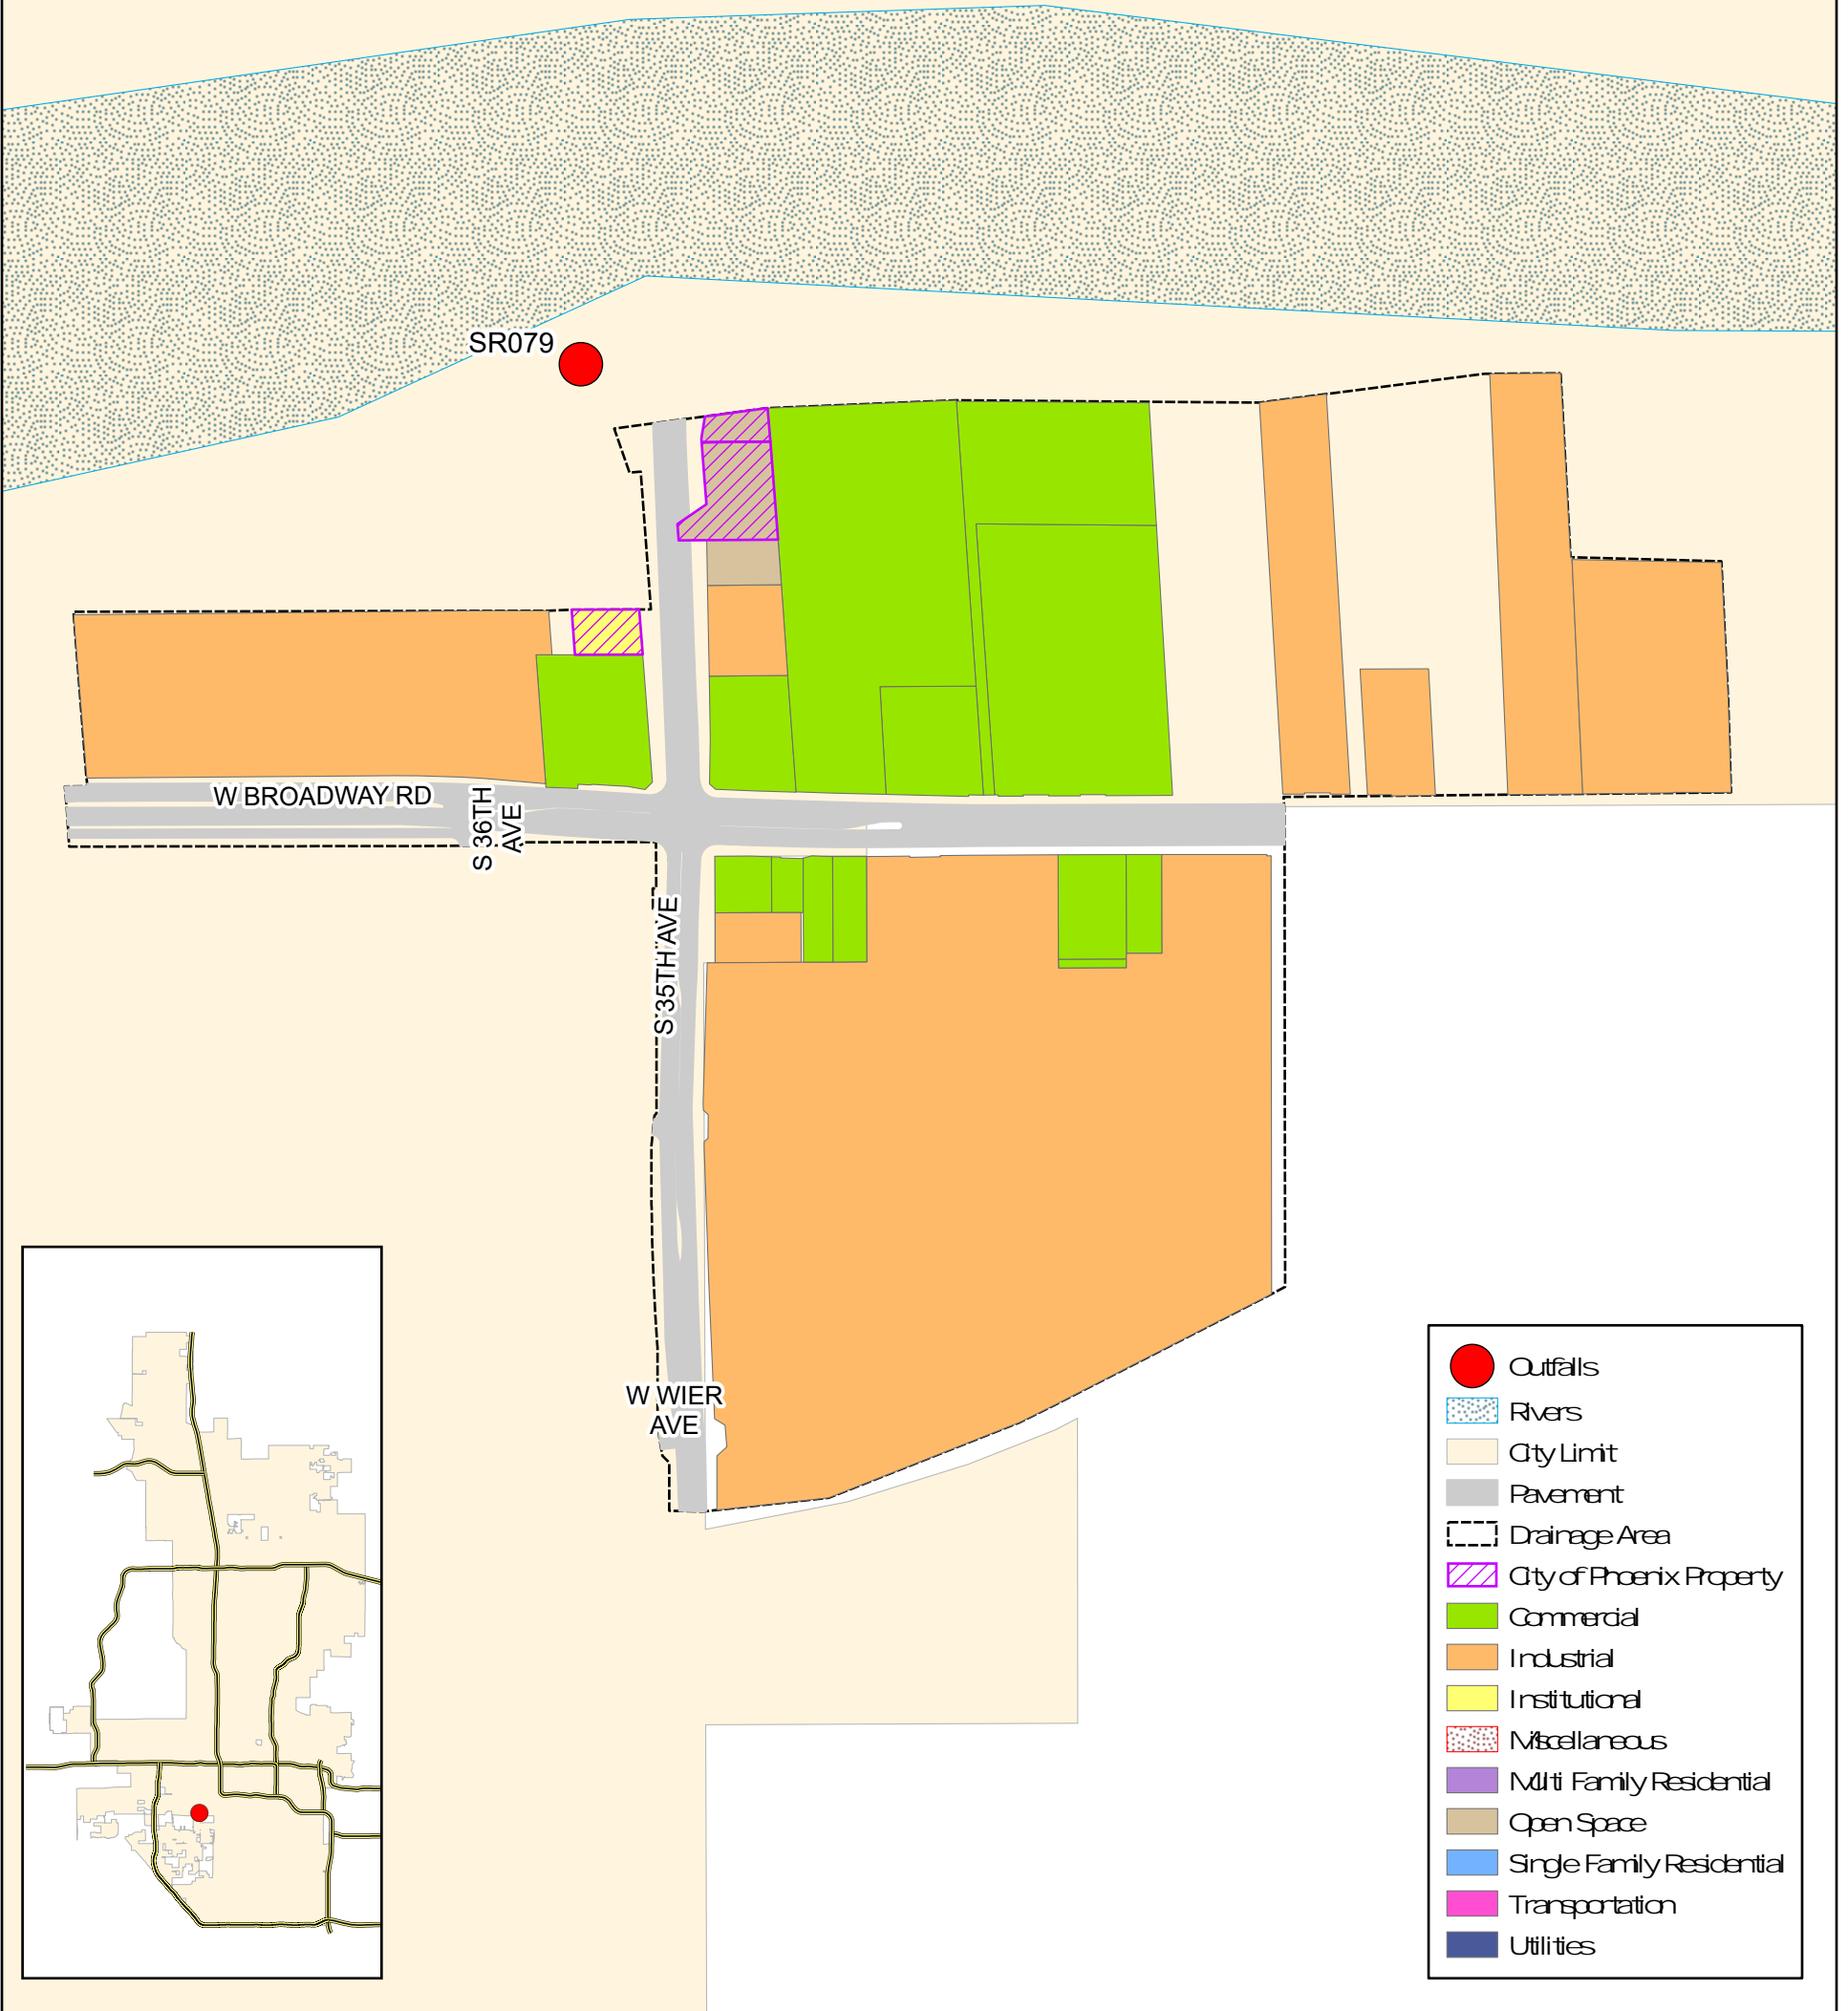 SR079
W BROADWAY RD
S 36TH
AVE
S 35TH AVE
W WIER
AVE
Outfalls
Rivers
City Limit
Pavement
Drainage Area
City of Phoenix Property
Commercial
Industrial
Institutional
Miscellaneous
Multi Family Residential
Open Space
Single Family Residential
Transportation
Utilities